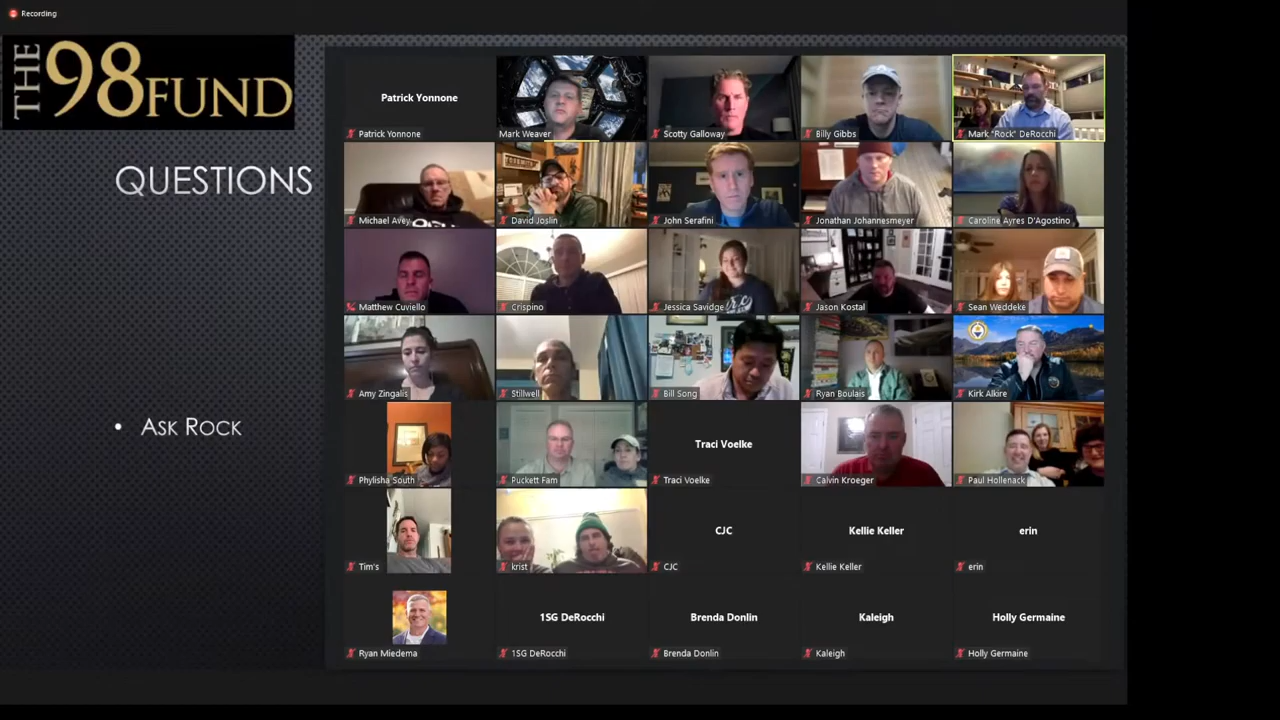 Recording
THE 98 FUND
QUESTIONS
• ASK ROCK
Patrick Yonnone
Patrick Yonnone
Mark Weaver
Scotty Galloway
Billy Gibbs
Mark "Rock" DeRocchi
YOSEMITE
Michael Avey
David Joslin
John Serafini
Jonathan Johannesmeyer
Caroline Ayres D'Agostino
Matthew Cuviello
Crispino
Jessica Savidge
Jason Kostal
Sean Weddeke
Amy Zingalis
Stillwell
Bill Song
Ryan Boulais
Kirk Alkire
Traci Voelke
Phylisha South
Puckett Fam
Traci Voelke
Calvin Kroeger
Paul Hollenack
CJC
Kellie Keller
erin
Tim's
krist
CJC
Kellie Keller
erin
1SG DeRocchi
Brenda Donlin
Kaleigh
Holly Germaine
Ryan Miedema
1SG DeRocchi
Brenda Donlin
Kaleigh
Holly Germaine